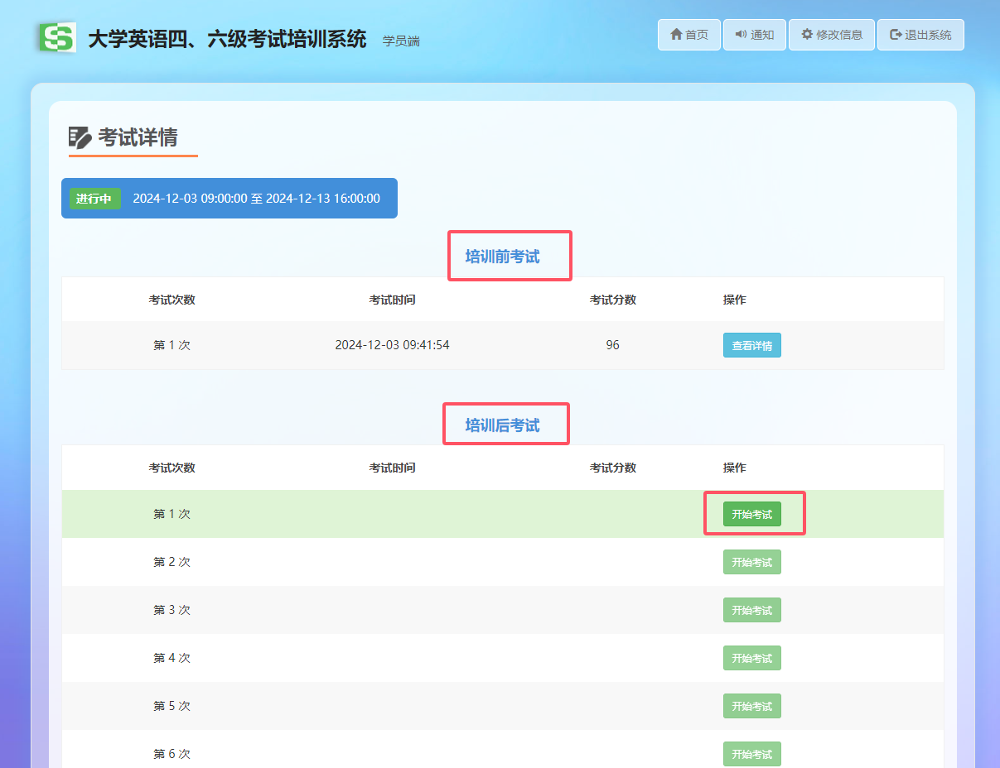 大学英语四、六级考试培训系统 学员端 首页 通知 修改信息 退出系统
考试详情
进行中 2024-12-03 09:00:00 至 2024-12-13 16:00:00
培训前考试
考试次数 考试时间 考试分数 操作
第 1 次 2024-12-03 09:41:54 96 查看详情
培训后考试
考试次数 考试时间 考试分数 操作
第 1 次 开始考试
第 2 次 开始考试
第 3 次 开始考试
第 4 次 开始考试
第 5 次 开始考试
第 6 次 开始考试